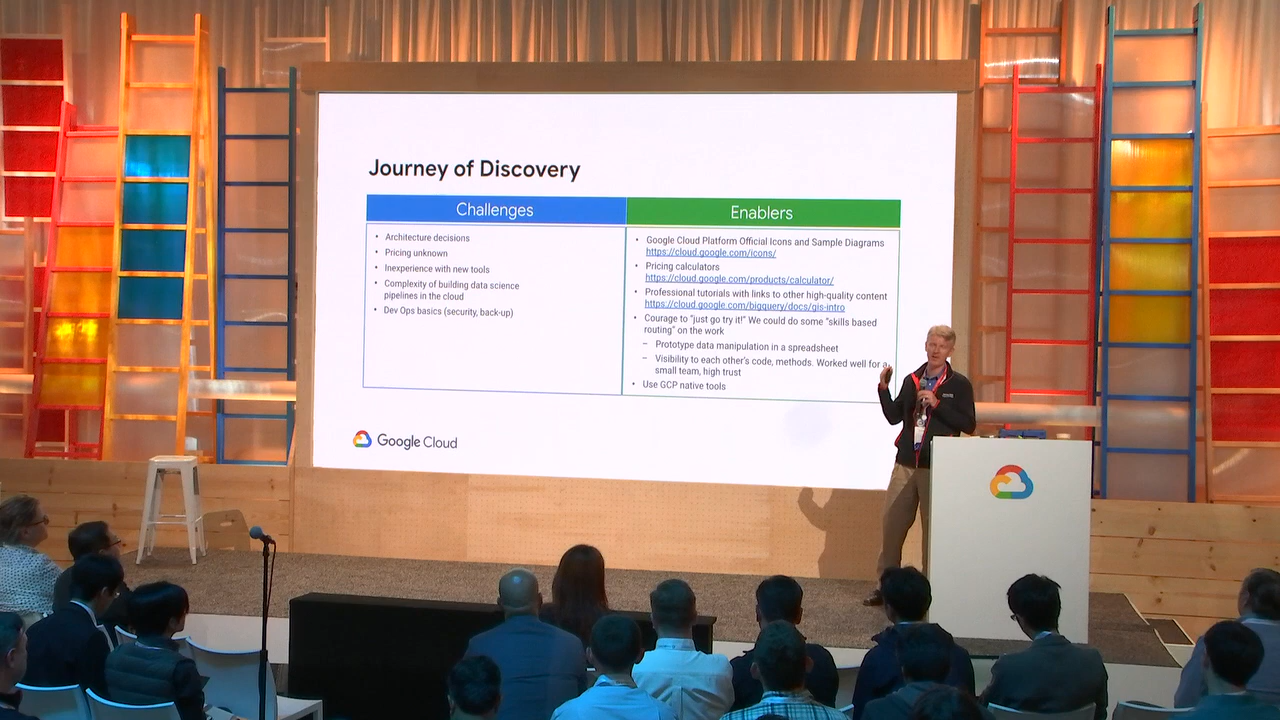 Journey of Discovery
Challenges
• Architecture decisions
• Pricing unknown
• Inexperience with new tools
• Complexity of building data science
pipelines in the cloud
• Dev Ops basics (security, back-up)
Enablers
• Google Cloud Platform Official Icons and Sample Diagrams
https://cloud.google.com/icons/
• Pricing calculators
https://cloud.google.com/products/calculator/
• Professional tutorials with links to other high-quality content
https://cloud.google.com/bigquery/docs/gis-intro
• Courage to "just go try it!" We could do some "skills based
routing" on the work
– Prototype data manipulation in a spreadsheet
– Visibility to each other's code, methods. Worked well for a
small team, high trust
• Use GCP native tools
Google Cloud